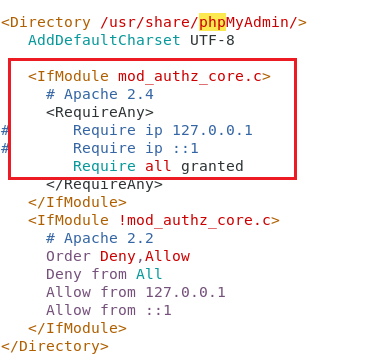 <Directory /usr/share/phpMyAdmin/>
   AddDefaultCharset UTF-8

   <IfModule mod_authz_core.c>
     # Apache 2.4
     <RequireAny>
#       Require ip 127.0.0.1
#       Require ip ::1
        Require all granted
     </RequireAny>
   </IfModule>
   <IfModule !mod_authz_core.c>
     # Apache 2.2
     Order Deny,Allow
     Deny from All
     Allow from 127.0.0.1
     Allow from ::1
   </IfModule>
</Directory>